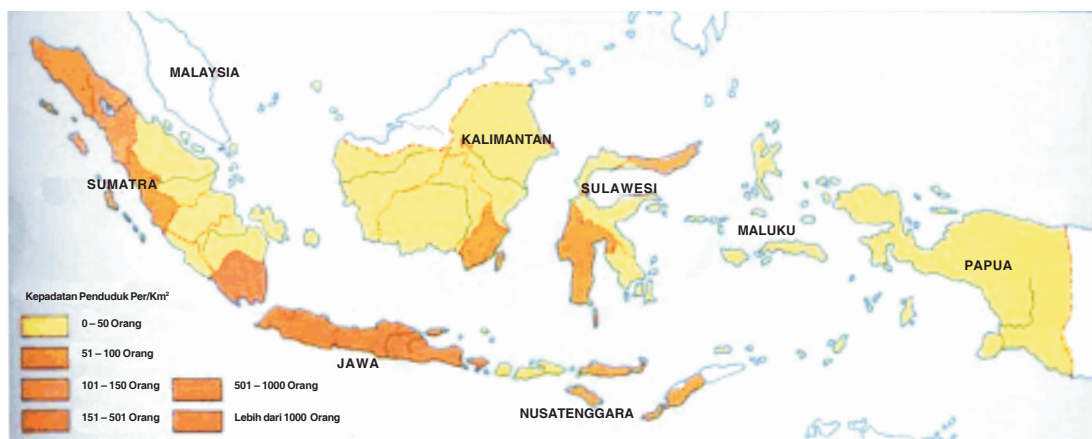 MALAYSIA
KALIMANTAN
SUMATRA
SULAWESI
MALUKU
PAPUA
Kepadatan Penduduk Per/Km²
0 – 50 Orang
51 – 100 Orang
JAWA
101 – 150 Orang
501 – 1000 Orang
151 – 501 Orang
Lebih dari 1000 Orang
NUSATENGGARA